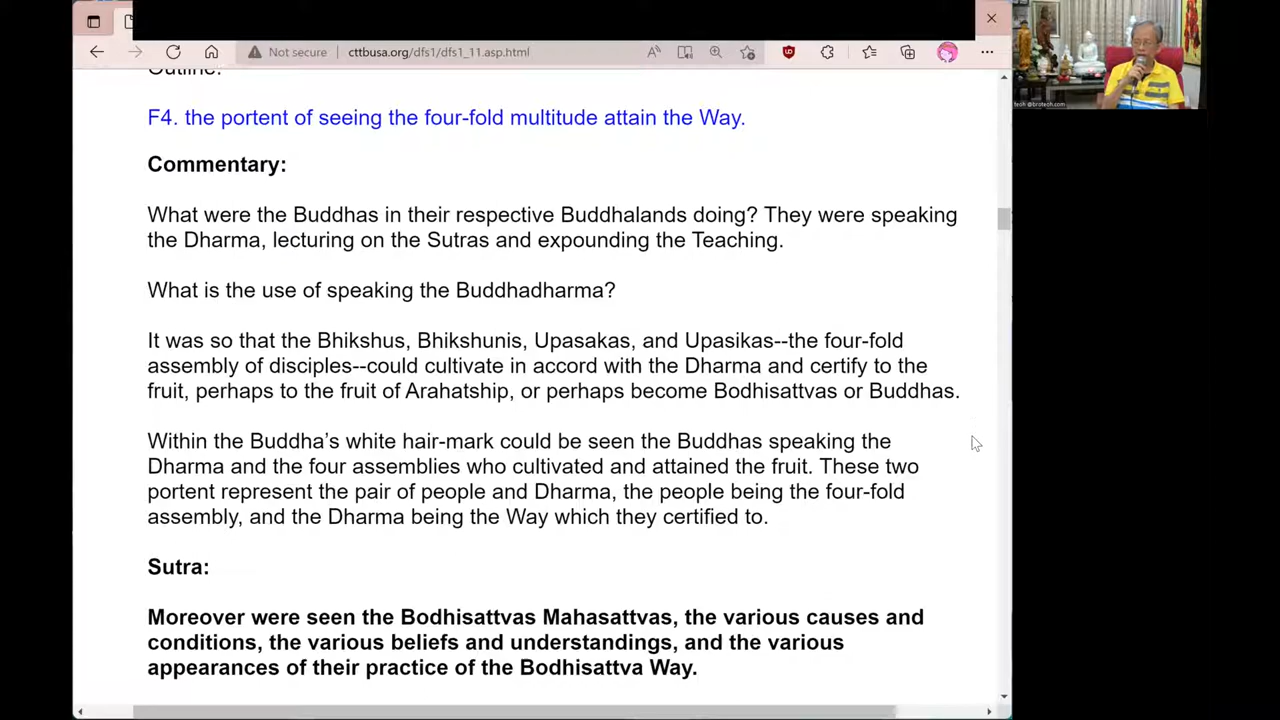 Not secure
cttbusa.org/dfs1/dfs1_11.asp.html
Outline:
F4. the portent of seeing the four-fold multitude attain the Way.
Commentary:
What were the Buddhas in their respective Buddhalands doing? They were speaking
the Dharma, lecturing on the Sutras and expounding the Teaching.
What is the use of speaking the Buddhadharma?
It was so that the Bhikshus, Bhikshunis, Upasakas, and Upasikas--the four-fold
assembly of disciples--could cultivate in accord with the Dharma and certify to the
fruit, perhaps to the fruit of Arahatship, or perhaps become Bodhisattvas or Buddhas.
Within the Buddha’s white hair-mark could be seen the Buddhas speaking the
Dharma and the four assemblies who cultivated and attained the fruit. These two
portent represent the pair of people and Dharma, the people being the four-fold
assembly, and the Dharma being the Way which they certified to.
Sutra:
Moreover were seen the Bodhisattvas Mahasattvas, the various causes and
conditions, the various beliefs and understandings, and the various
appearances of their practice of the Bodhisattva Way.